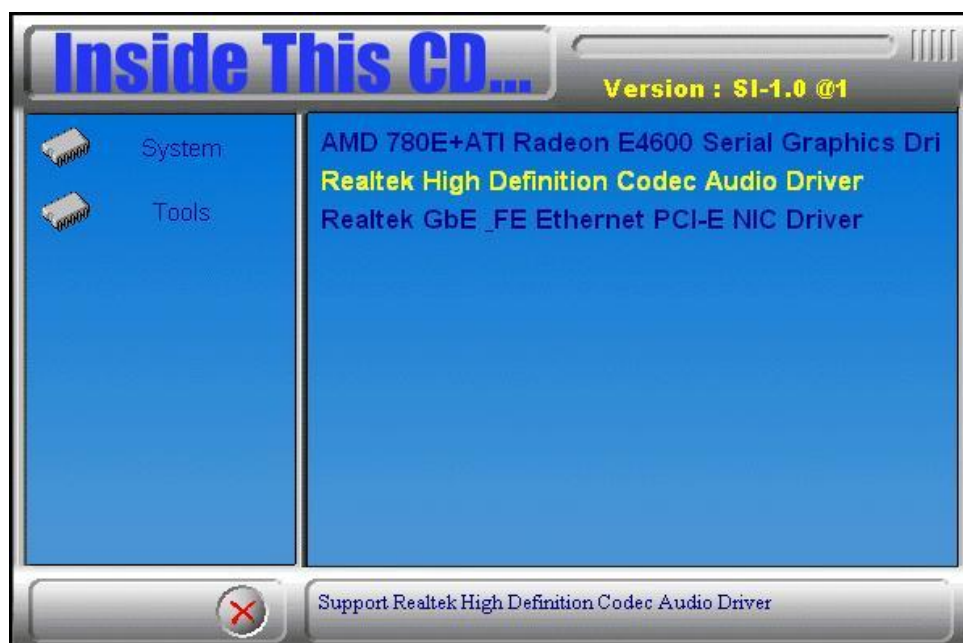 Inside This CD...
Version : SI-1.0 @1
System
Tools
AMD 780E+ATI Radeon E4600 Serial Graphics Dri
Realtek High Definition Codec Audio Driver
Realtek GbE _FE Ethernet PCI-E NIC Driver
Support Realtek High Definition Codec Audio Driver